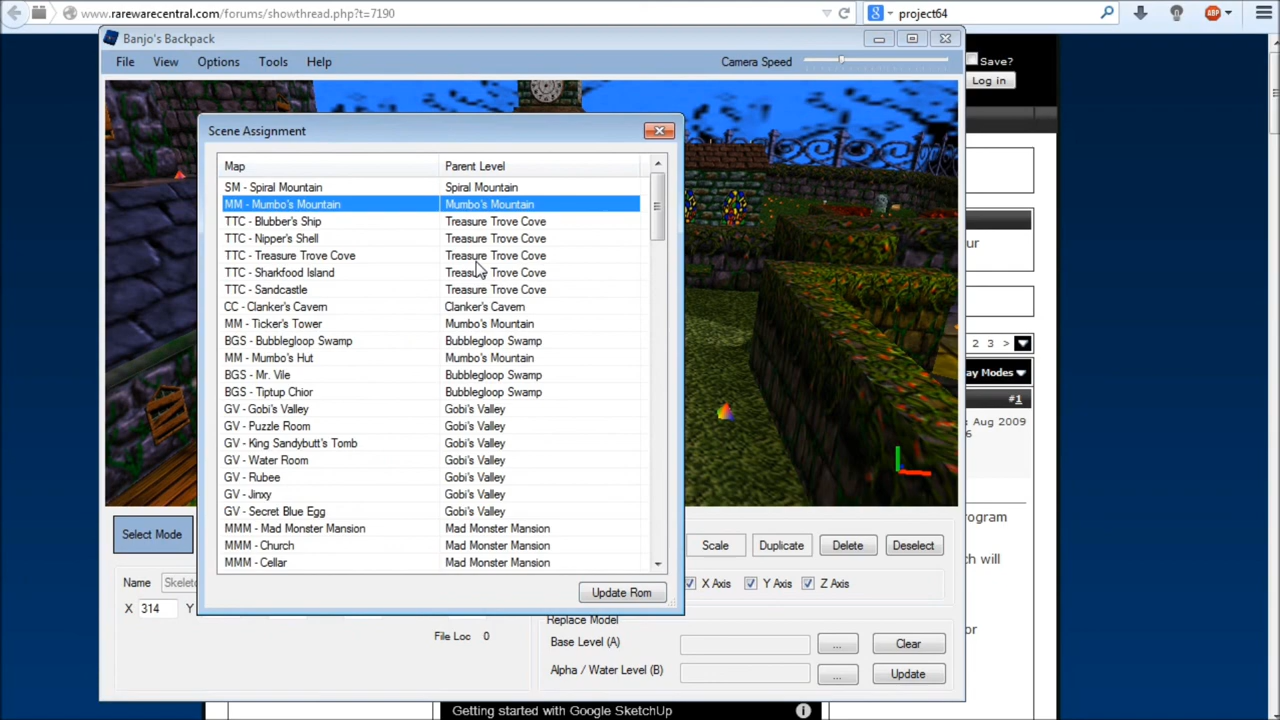 www.rarewarecentral.com/forums/showthread.php?t=7190
project64
ABP
Banjo's Backpack
File View Options Tools Help
Camera Speed
Save?
Log in
Scene Assignment
Map Parent Level
SM - Spiral Mountain Spiral Mountain
MM - Mumbo's Mountain Mumbo's Mountain
TTC - Blubber's Ship Treasure Trove Cove
TTC - Nipper's Shell Treasure Trove Cove
TTC - Treasure Trove Cove Treasure Trove Cove
TTC - Sharkfood Island Treasure Trove Cove
TTC - Sandcastle Treasure Trove Cove
CC - Clanker's Cavern Clanker's Cavern
MM - Ticker's Tower Mumbo's Mountain
BGS - Bubblegloop Swamp Bubblegloop Swamp
MM - Mumbo's Hut Mumbo's Mountain
BGS - Mr. Vile Bubblegloop Swamp
BGS - Tiptup Chior Bubblegloop Swamp
GV - Gobi's Valley Gobi's Valley
GV - Puzzle Room Gobi's Valley
GV - King Sandybutt's Tomb Gobi's Valley
GV - Water Room Gobi's Valley
GV - Rubee Gobi's Valley
GV - Jinxy Gobi's Valley
GV - Secret Blue Egg Gobi's Valley
MMM - Mad Monster Mansion Mad Monster Mansion
MMM - Church Mad Monster Mansion
MMM - Cellar Mad Monster Mansion
Update Rom
ur
2 3 >
ay Modes
#1
Aug 2009
6
ogram
ch will
or
Select Mode
Scale Duplicate Delete Deselect
Name Skelet
X Axis Y Axis Z Axis
X 314 Y
File Loc 0
Replace Model
Base Level (A) ... Clear
Alpha / Water Level (B) ... Update
Getting started with Google SketchUp